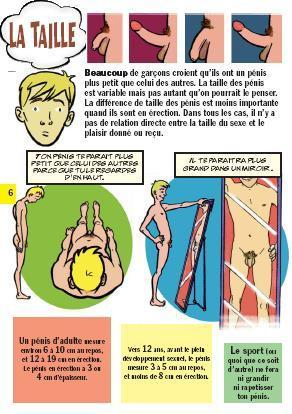 LA TAILLE
Beaucoup de garçons croient qu'ils ont un pénis
plus petit que celui des autres. La taille des pénis
est variable mais pas autant qu'on pourrait le penser.
La différence de taille des pénis est moins importante
quand ils sont en érection. Dans tous les cas, il n'y a
pas de relation directe entre la taille du sexe et le
plaisir donné ou reçu.
TON PÉNIS TE PARAIT PLUS
PETIT QUE CELUI DES AUTRES
PARCE QUE TU LE REGARDES
D'EN HAUT.
IL TE PARAITRA PLUS
GRAND DANS UN MIROIR.
6
Un pénis d'adulte mesure
environ 6 à 10 cm au repos,
et 12 à 19 cm en érection.
Le pénis en érection a 3 ou
4 cm d'épaisseur.
Vers 12 ans, avant le plein
développement sexuel, le pénis
mesure 3 à 5 cm au repos,
et moins de 8 cm en érection.
Le sport (ou
quoi que ce soit
d'autre) ne fera
ni grandir
ni rapetisser
ton pénis.